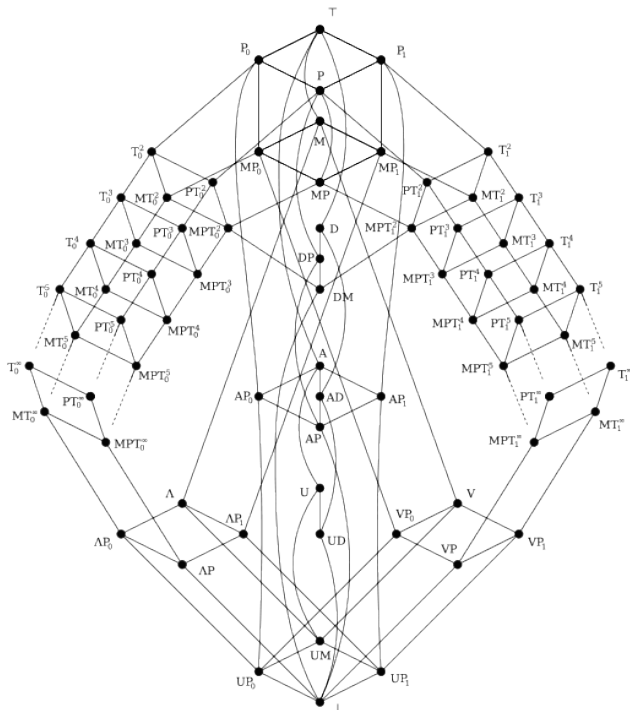 ⊤
P₀ P₁
P
M
T₀² T₁²
MP₀ MP₁
PT₀² MP PT₁²
T₀³ MT₀² MT₁² T₁³
PT₀³ MPT₀² D MPT₁² PT₁³
T₀⁴ MT₀³ MT₁³ T₁⁴
DP
PT₀⁴ MPT₀³ MPT₁³ PT₁⁴
T₀⁵ MT₀⁴ DM MT₁⁴ T₁⁵
PT₀⁵ MPT₀⁴ MPT₁⁴ PT₁⁵
MT₀⁵ MT₁⁵
A
T₀^∞ MPT₀⁵ MPT₁⁵
PT₀^∞ AP₀ AD AP₁ PT₁^∞
MT₀^∞ MT₁^∞
AP
MPT₀^∞ MPT₁^∞
Λ U V
ΛP₀ ΛP₁ VP₀ VP₁
UD
ΛP VP
UM
UP₀ UP₁